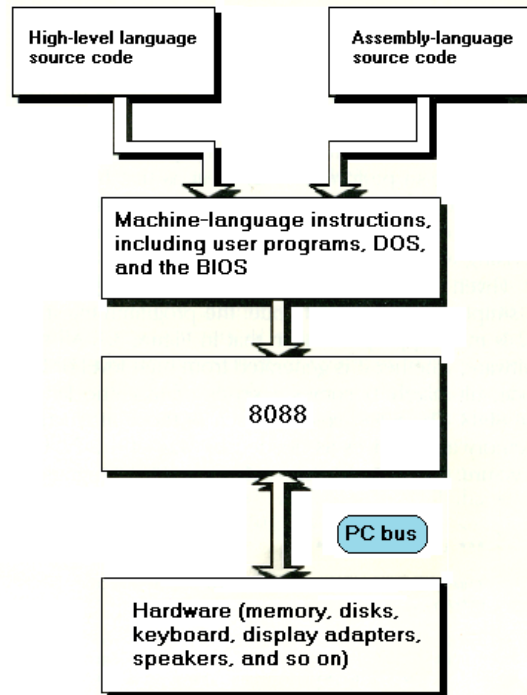 High-level language
source code
Assembly-language
source code
Machine-language instructions,
including user programs, DOS,
and the BIOS
8088
PC bus
Hardware (memory, disks,
keyboard, display adapters,
speakers, and so on)